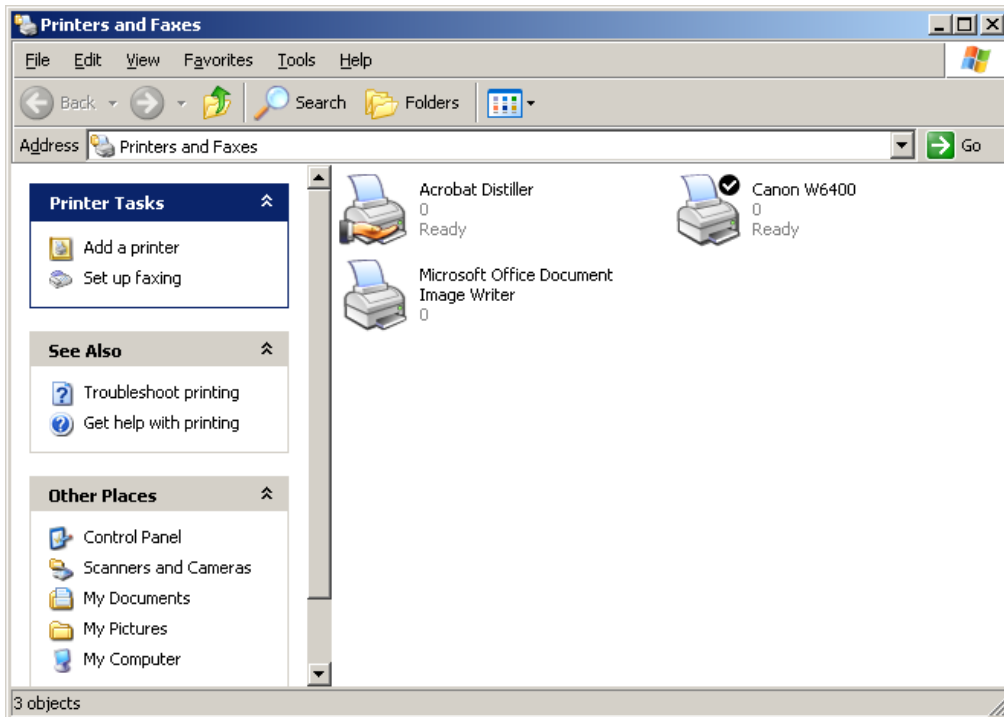 Printers and Faxes
File Edit View Favorites Tools Help
Back Search Folders
Address Printers and Faxes Go
Printer Tasks
Add a printer
Set up faxing
See Also
Troubleshoot printing
Get help with printing
Other Places
Control Panel
Scanners and Cameras
My Documents
My Pictures
My Computer
Acrobat Distiller
0
Ready
Canon W6400
0
Ready
Microsoft Office Document
Image Writer
0
3 objects